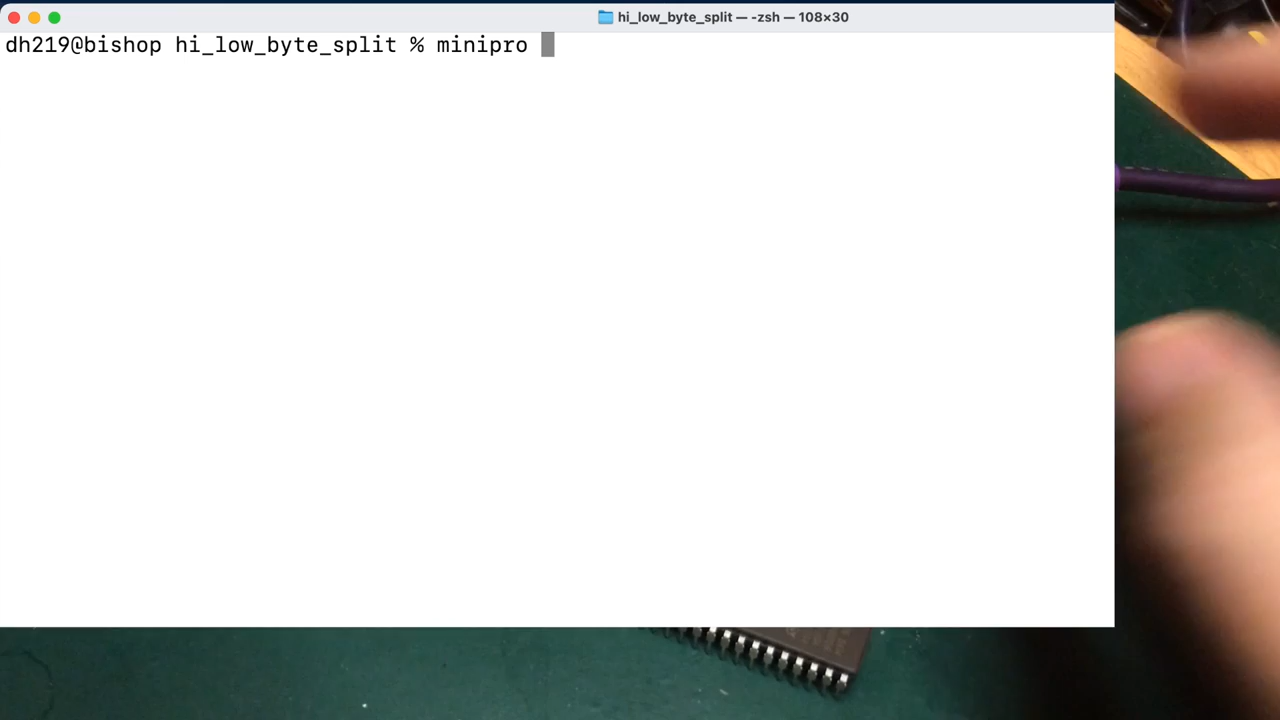 hi_low_byte_split — -zsh — 108×30
dh219@bishop hi_low_byte_split % minipro